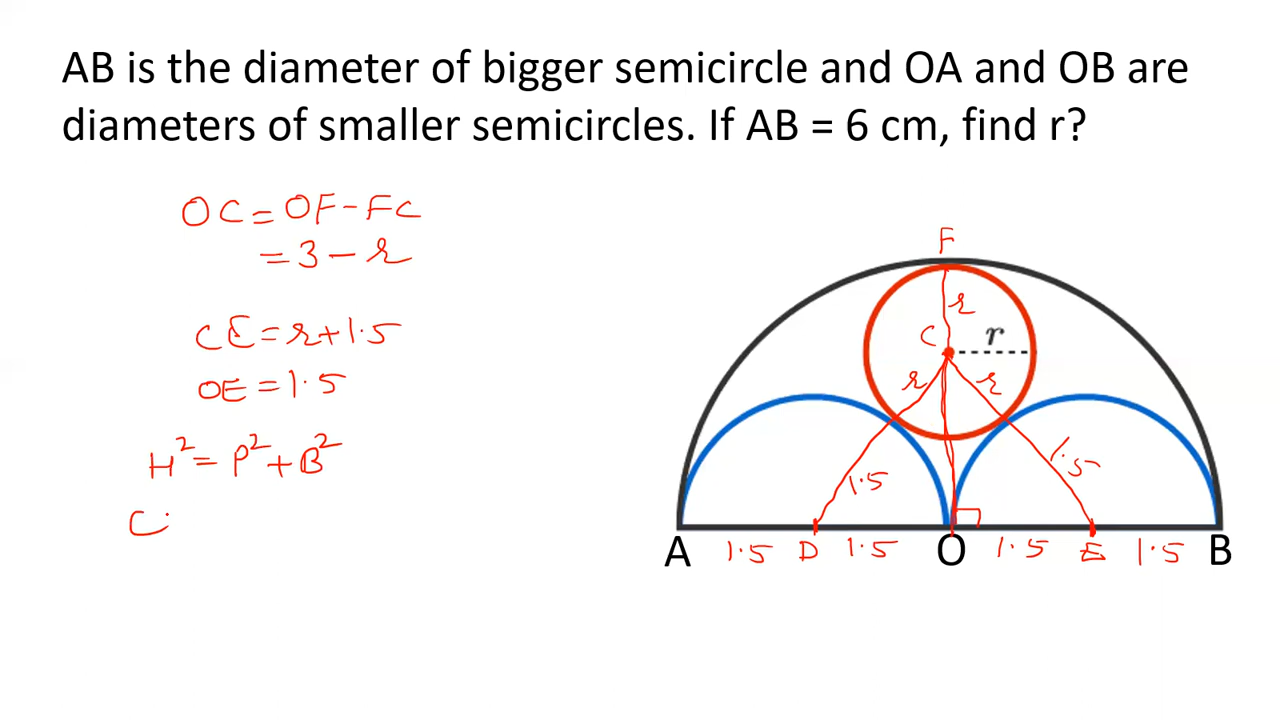 AB is the diameter of bigger semicircle and OA and OB are
diameters of smaller semicircles. If AB = 6 cm, find r?
OC = OF - FC
= 3 - r
CE = r + 1.5
OE = 1.5
H² = P² + B²
C
F
r
C
r
r
r
1.5
1.5
A 1.5 D 1.5 O 1.5 E 1.5 B